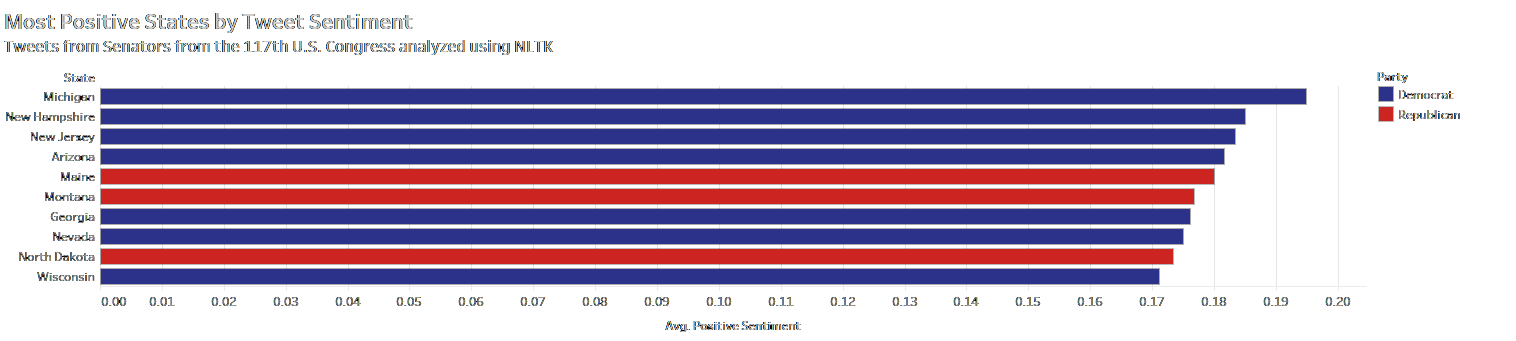 Most Positive States by Tweet Sentiment
Tweets from Senators from the 117th U.S. Congress analyzed using NLTK
State
Michigan
New Hampshire
New Jersey
Arizona
Maine
Montana
Georgia
Nevada
North Dakota
Wisconsin
0.00 0.01 0.02 0.03 0.04 0.05 0.06 0.07 0.08 0.09 0.10 0.11 0.12 0.13 0.14 0.15 0.16 0.17 0.18 0.19 0.20
Avg. Positive Sentiment
Party
Democrat
Republican